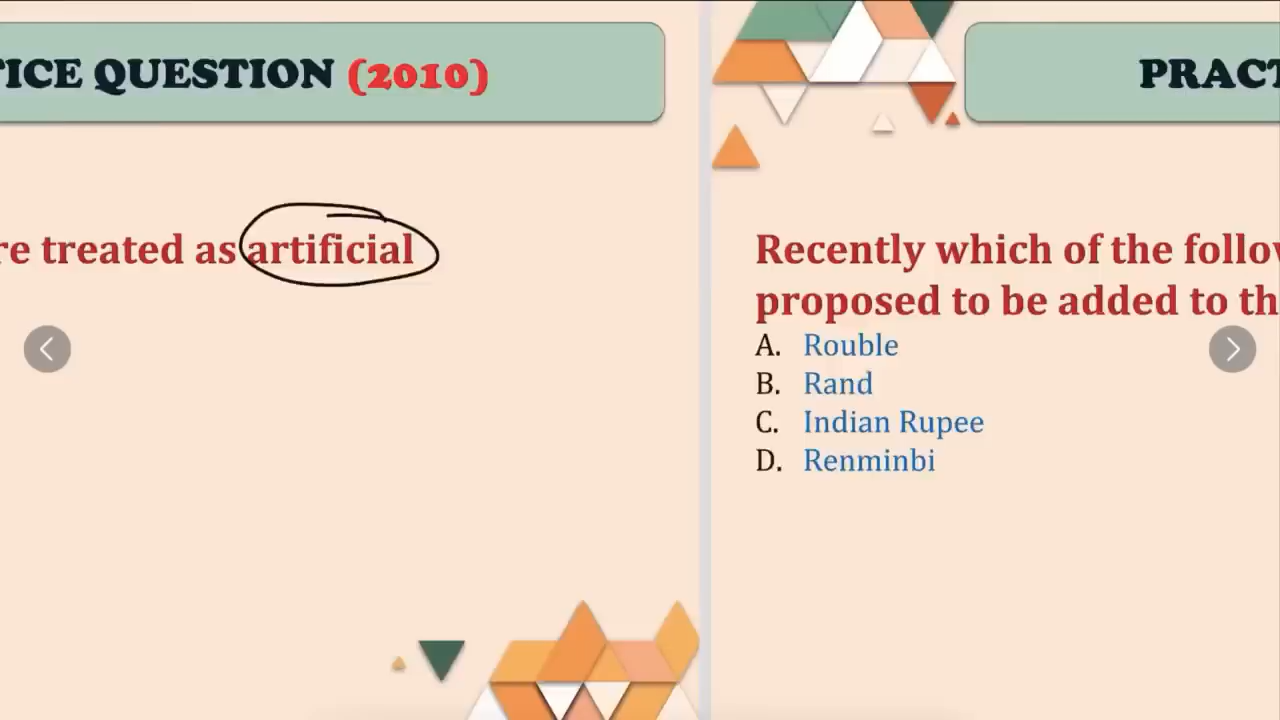 TICE QUESTION (2010)
re treated as artificial
PRACT
Recently which of the follow
proposed to be added to th
A. Rouble
B. Rand
C. Indian Rupee
D. Renminbi